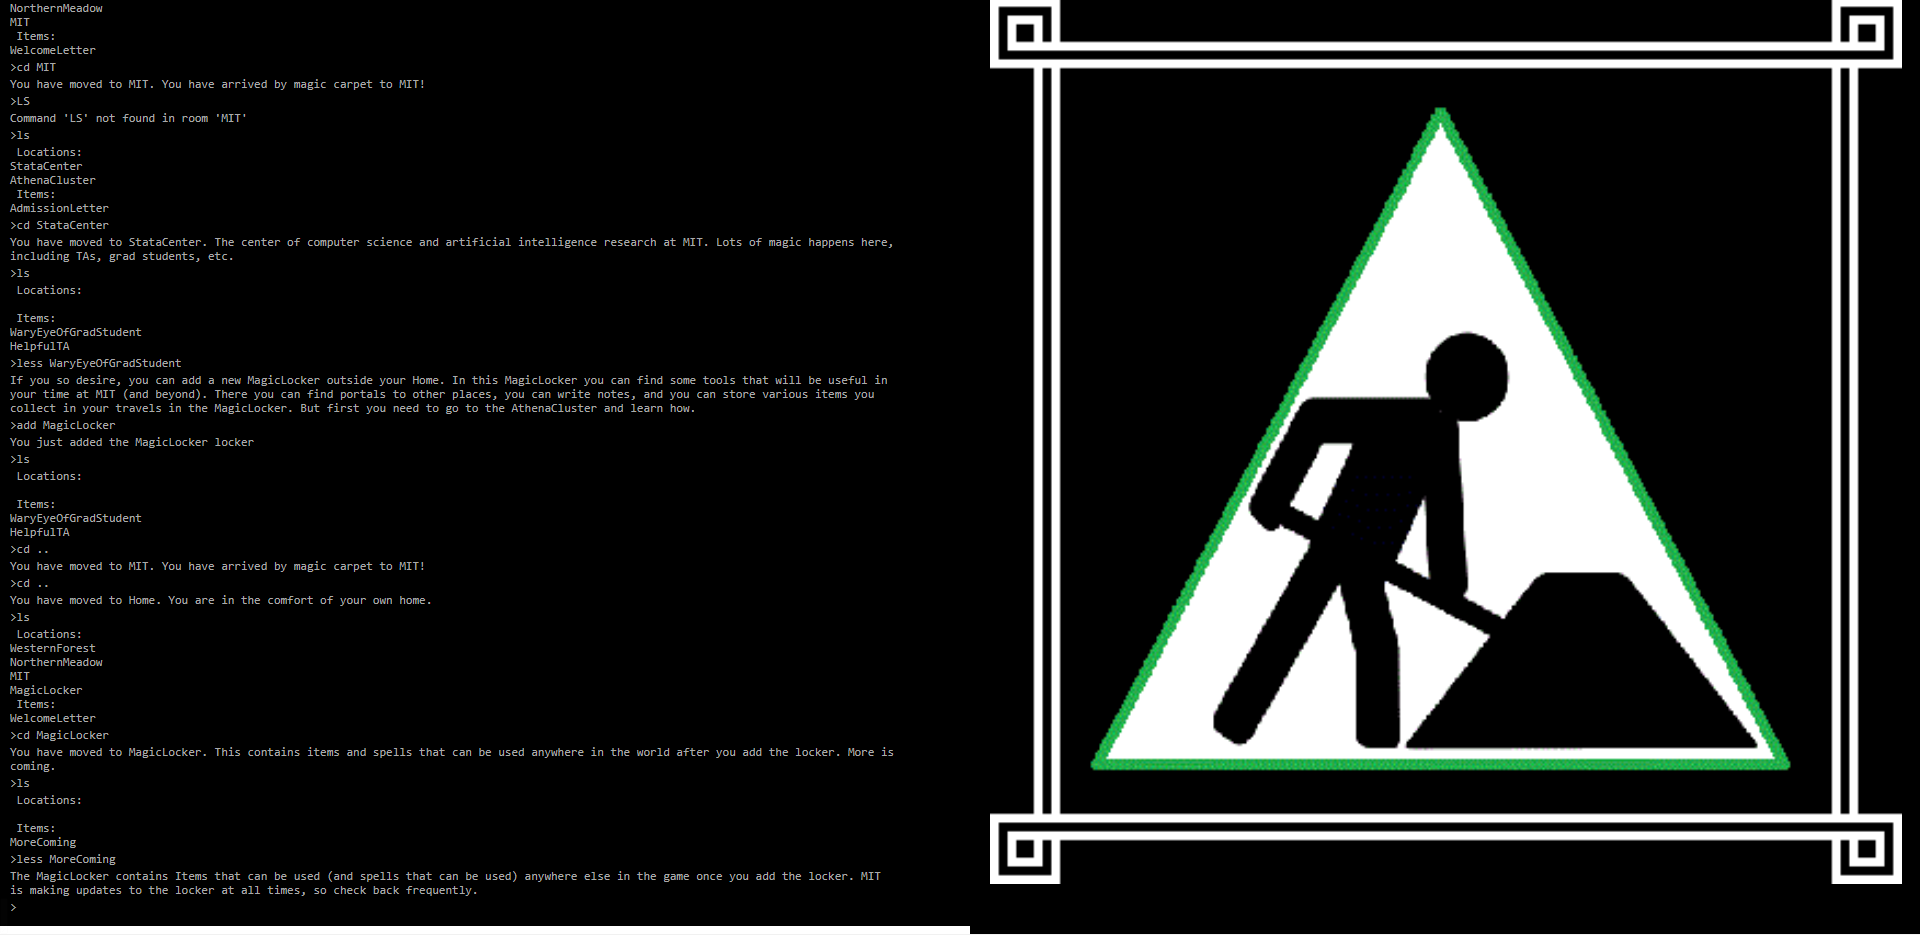 NorthernMeadow
MIT
Items:
WelcomeLetter
>cd MIT
You have moved to MIT. You have arrived by magic carpet to MIT!
>LS
Command 'LS' not found in room 'MIT'
>ls
Locations:
StataCenter
AthenaCluster
Items:
AdmissionLetter
>cd StataCenter
You have moved to StataCenter. The center of computer science and artificial intelligence research at MIT. Lots of magic happens here,
including TAs, grad students, etc.
>ls
Locations:
Items:
WaryEyeOfGradStudent
HelpfulTA
>less WaryEyeOfGradStudent
If you so desire, you can add a new MagicLocker outside your Home. In this MagicLocker you can find some tools that will be useful in
your time at MIT (and beyond). There you can find portals to other places, you can write notes, and you can store various items you
collect in your travels in the MagicLocker. But first you need to go to the AthenaCluster and learn how.
>add MagicLocker
You just added the MagicLocker locker
>ls
Locations:
Items:
WaryEyeOfGradStudent
HelpfulTA
>cd ..
You have moved to MIT. You have arrived by magic carpet to MIT!
>cd ..
You have moved to Home. You are in the comfort of your own home.
>ls
Locations:
WesternForest
NorthernMeadow
MIT
MagicLocker
Items:
WelcomeLetter
>cd MagicLocker
You have moved to MagicLocker. This contains items and spells that can be used anywhere in the world after you add the locker. More is
coming.
>ls
Locations:
Items:
MoreComing
>less MoreComing
The MagicLocker contains Items that can be used (and spells that can be used) anywhere else in the game once you add the locker. MIT
is making updates to the locker at all times, so check back frequently.
>